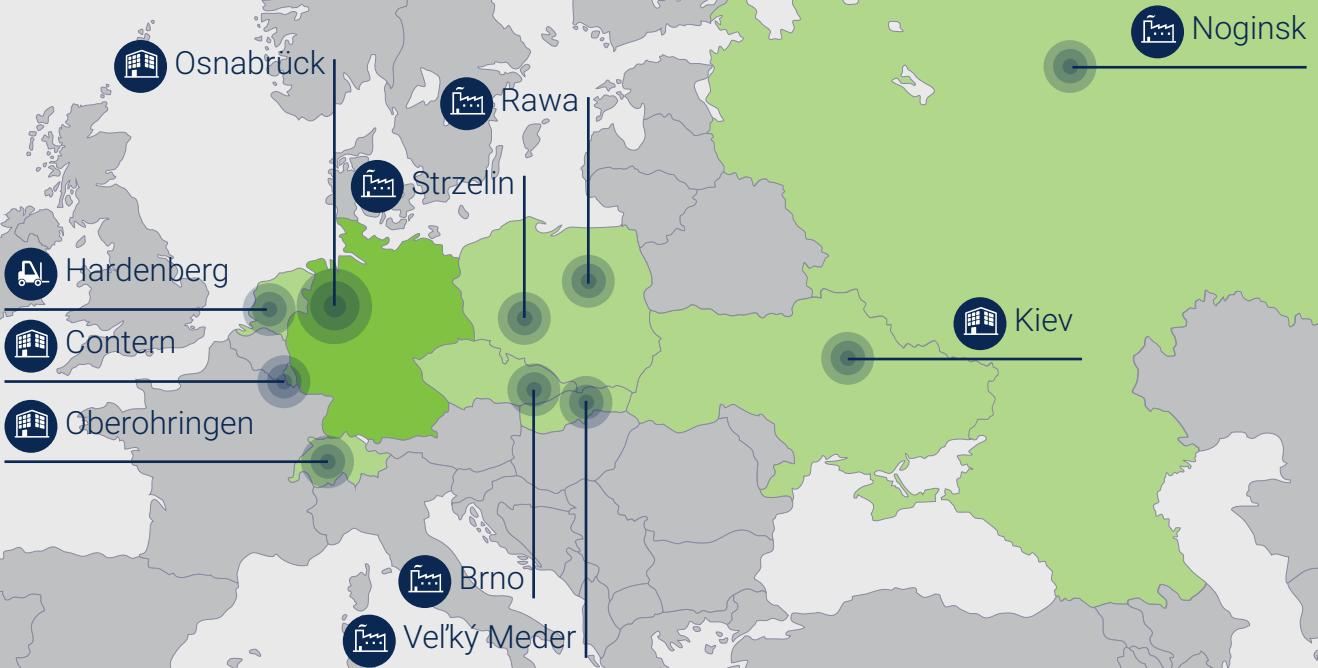 Noginsk
Osnabrück
Rawa
Strzelin
Hardenberg
Kiev
Contern
Oberohringen
Brno
Veľký Meder